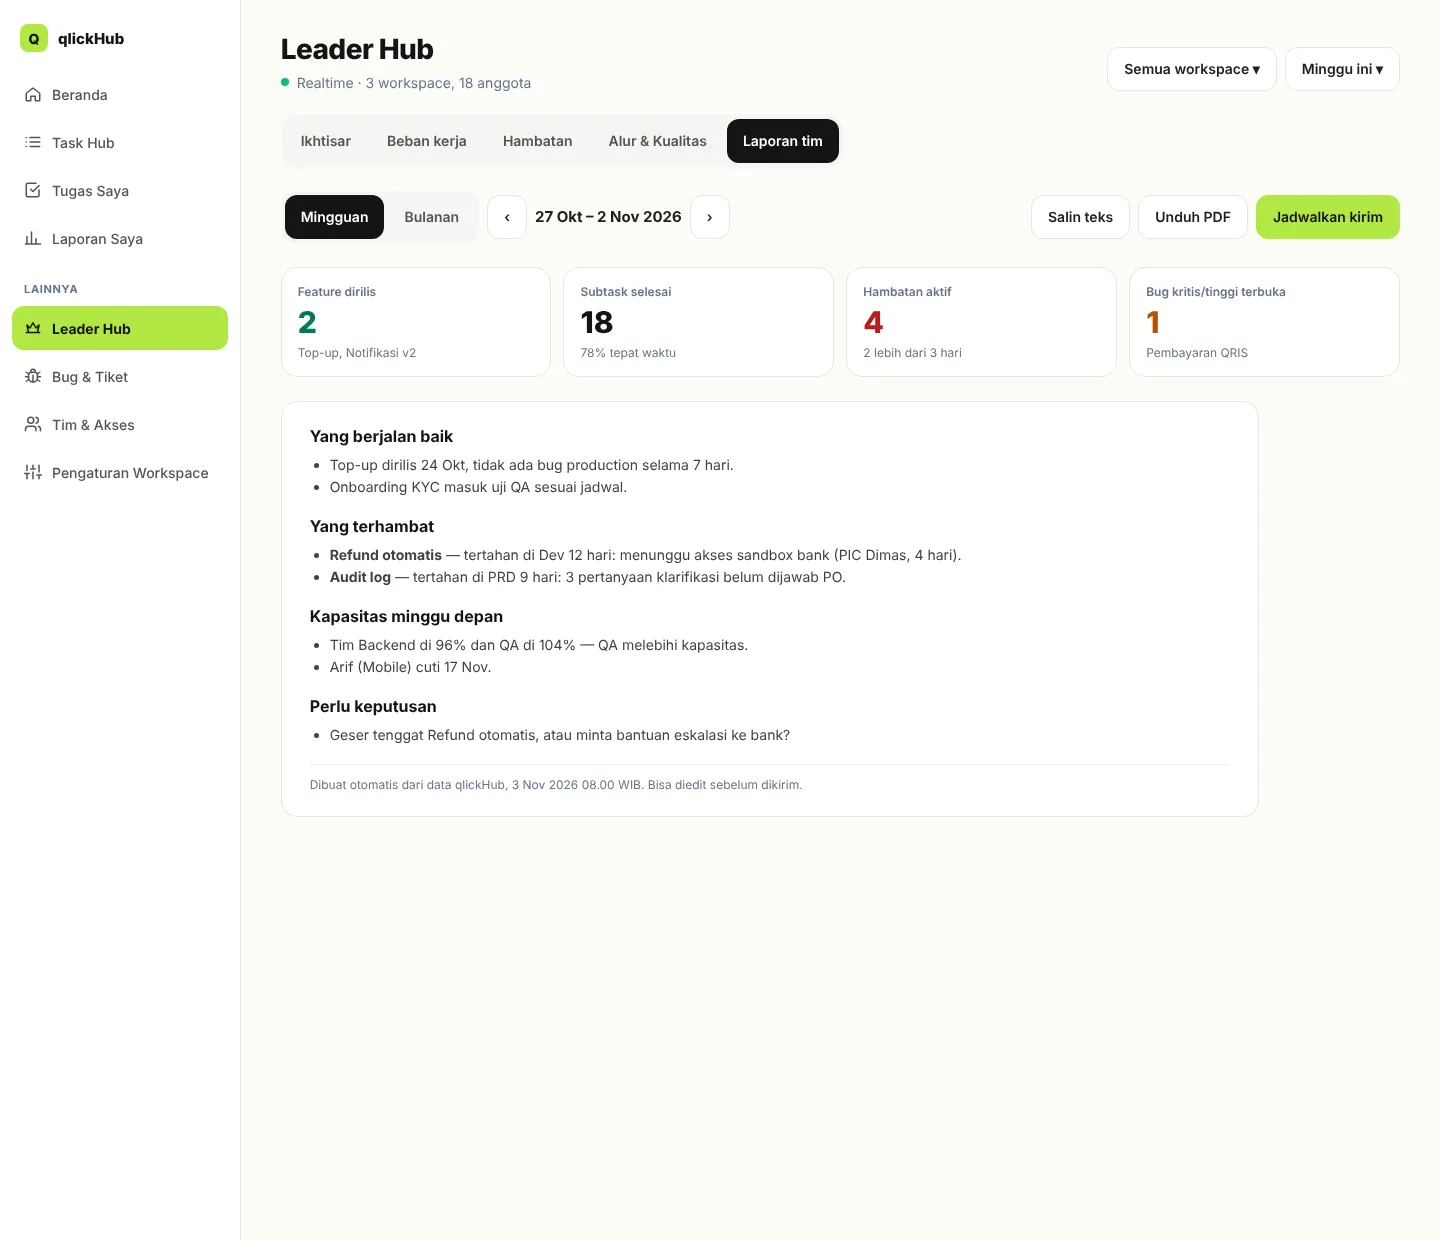 Q qlickHub
Beranda
Task Hub
Tugas Saya
Laporan Saya
LAINNYA
Leader Hub
Bug & Tiket
Tim & Akses
Pengaturan Workspace
Leader Hub
Realtime · 3 workspace, 18 anggota
Semua workspace ▾
Minggu ini ▾
Ikhtisar
Beban kerja
Hambatan
Alur & Kualitas
Laporan tim
Mingguan
Bulanan
‹
27 Okt – 2 Nov 2026
›
Salin teks
Unduh PDF
Jadwalkan kirim
Feature dirilis
2
Top-up, Notifikasi v2
Subtask selesai
18
78% tepat waktu
Hambatan aktif
4
2 lebih dari 3 hari
Bug kritis/tinggi terbuka
1
Pembayaran QRIS
Yang berjalan baik
• Top-up dirilis 24 Okt, tidak ada bug production selama 7 hari.
• Onboarding KYC masuk uji QA sesuai jadwal.
Yang terhambat
• Refund otomatis — tertahan di Dev 12 hari: menunggu akses sandbox bank (PIC Dimas, 4 hari).
• Audit log — tertahan di PRD 9 hari: 3 pertanyaan klarifikasi belum dijawab PO.
Kapasitas minggu depan
• Tim Backend di 96% dan QA di 104% — QA melebihi kapasitas.
• Arif (Mobile) cuti 17 Nov.
Perlu keputusan
• Geser tenggat Refund otomatis, atau minta bantuan eskalasi ke bank?
Dibuat otomatis dari data qlickHub, 3 Nov 2026 08.00 WIB. Bisa diedit sebelum dikirim.